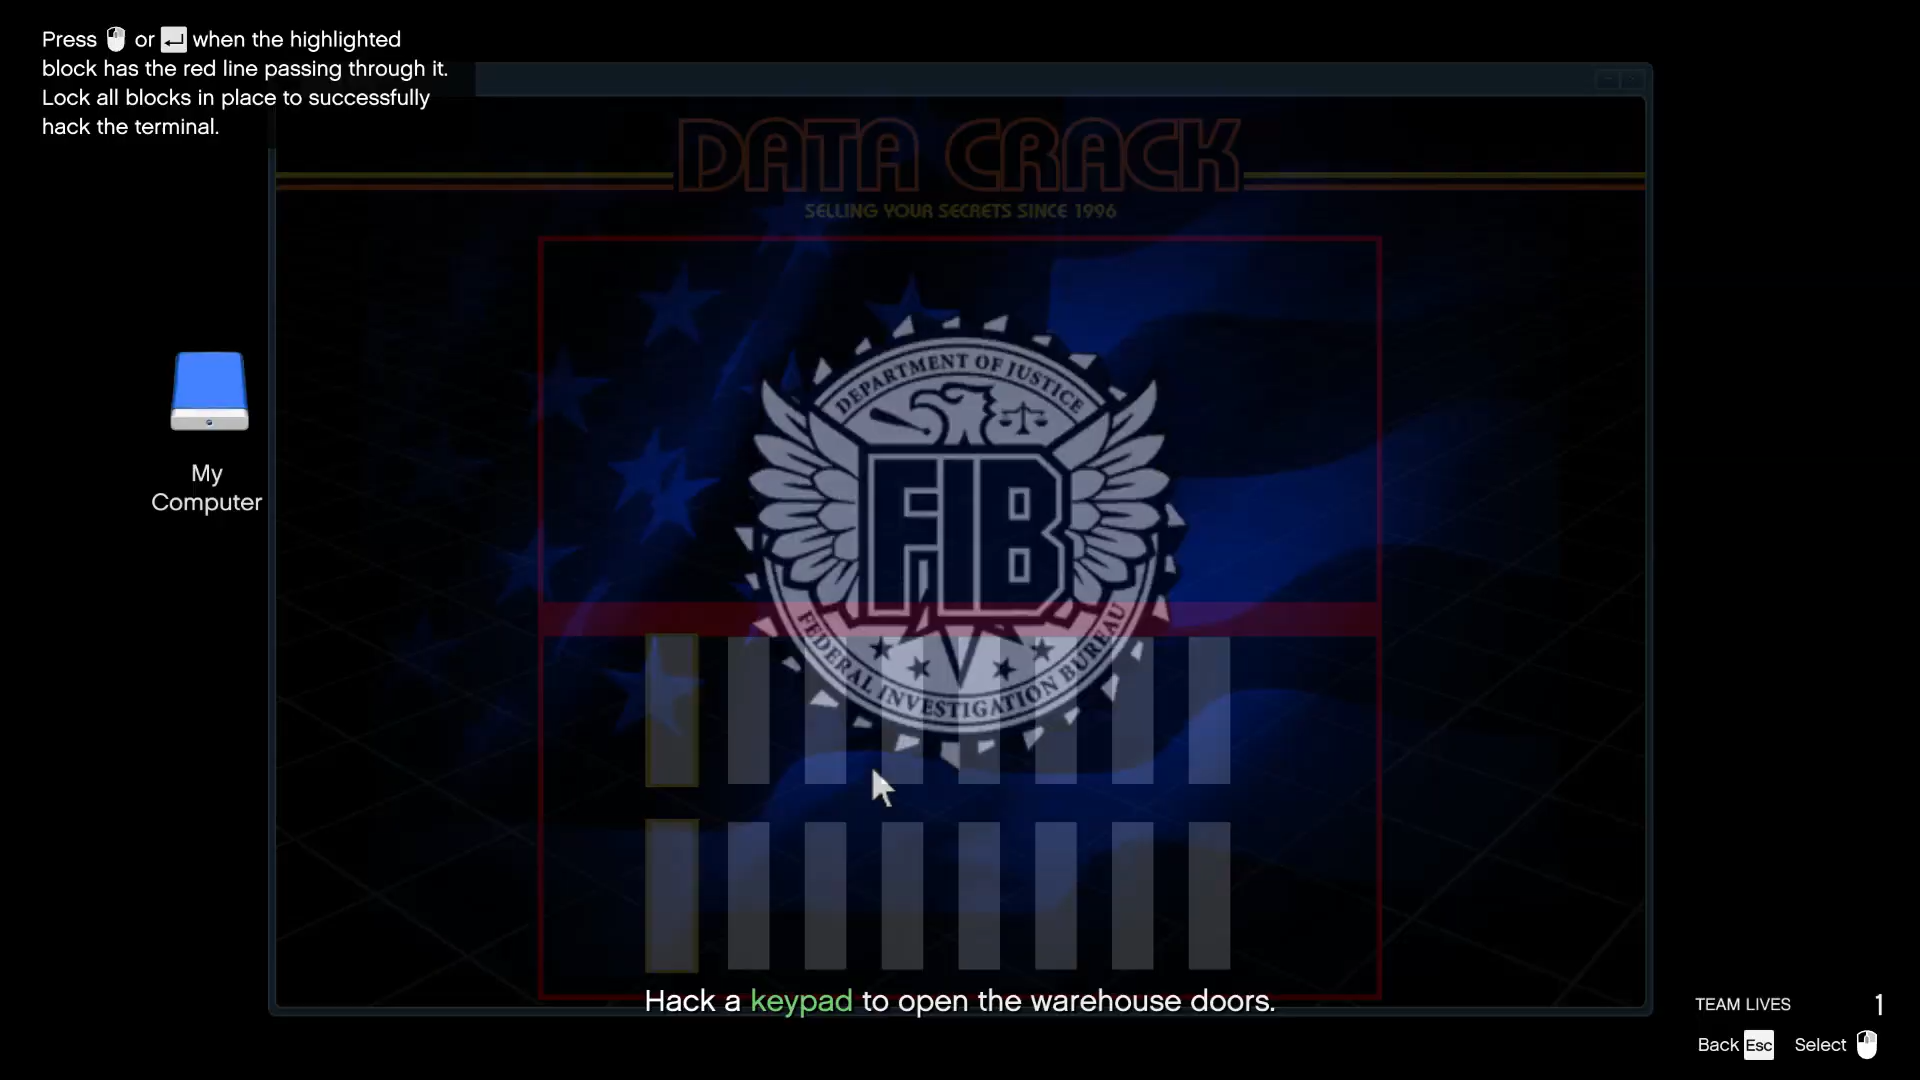 Press or when the highlighted
block has the red line passing through it.
Lock all blocks in place to successfully
hack the terminal.
DATA CRACK
SELLING YOUR SECRETS SINCE 1996
DEPARTMENT OF JUSTICE
FIB
FEDERAL INVESTIGATION BUREAU
My
Computer
Hack a keypad to open the warehouse doors.
TEAM LIVES 1
Back Esc Select